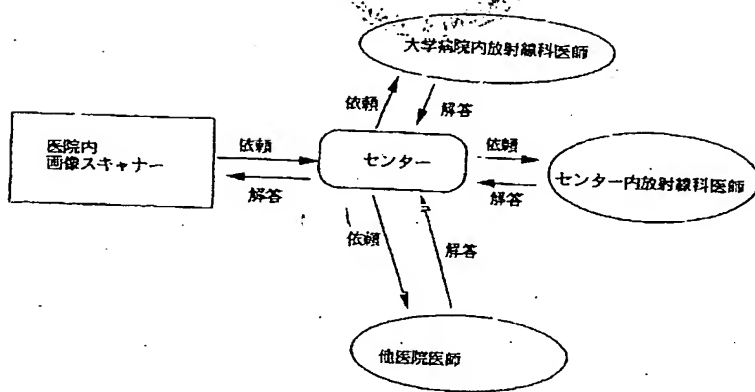 大学病院内放射線科医師
依頼
解答
医院内
画像スキャナー
依頼
解答
センター
依頼
解答
センター内放射線科医師
依頼
解答
他医院医師